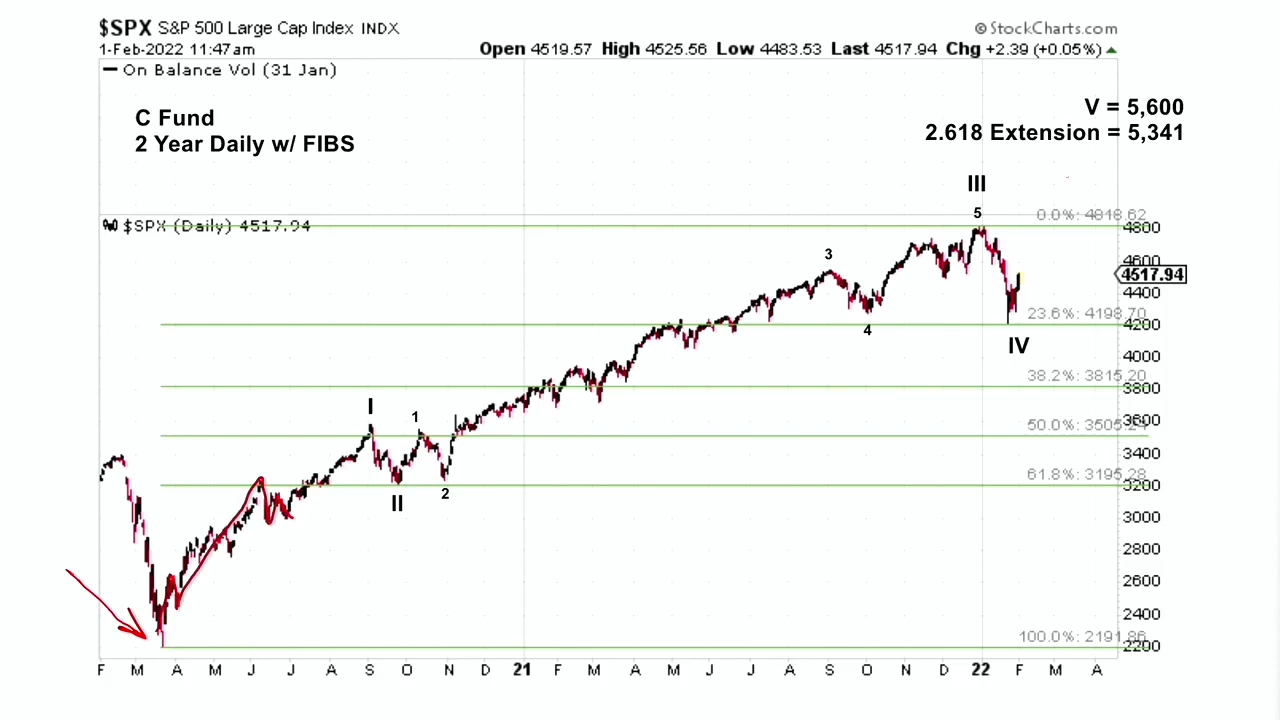 $SPX S&P 500 Large Cap Index INDX
© StockCharts.com
1-Feb-2022 11:47am
Open 4519.57 High 4525.56 Low 4483.53 Last 4517.94 Chg +2.39 (+0.05%)
On Balance Vol (31 Jan)
C Fund
2 Year Daily w/ FIBS
V = 5,600
2.618 Extension = 5,341
III
5
0.0%: 4818.62
$SPX (Daily) 4517.94
4800
3
4600
4517.94
4400
23.6%: 4198.70
4200
4
IV
4000
38.2%: 3815.20
3800
I
1
3600
50.0%: 3505.24
3400
61.8%: 3195.28
3200
II
2
3000
2800
2600
2400
100.0%: 2191.86
2200
F M A M J J A S O N D 21 F M A M J J A S O N D 22 F M A